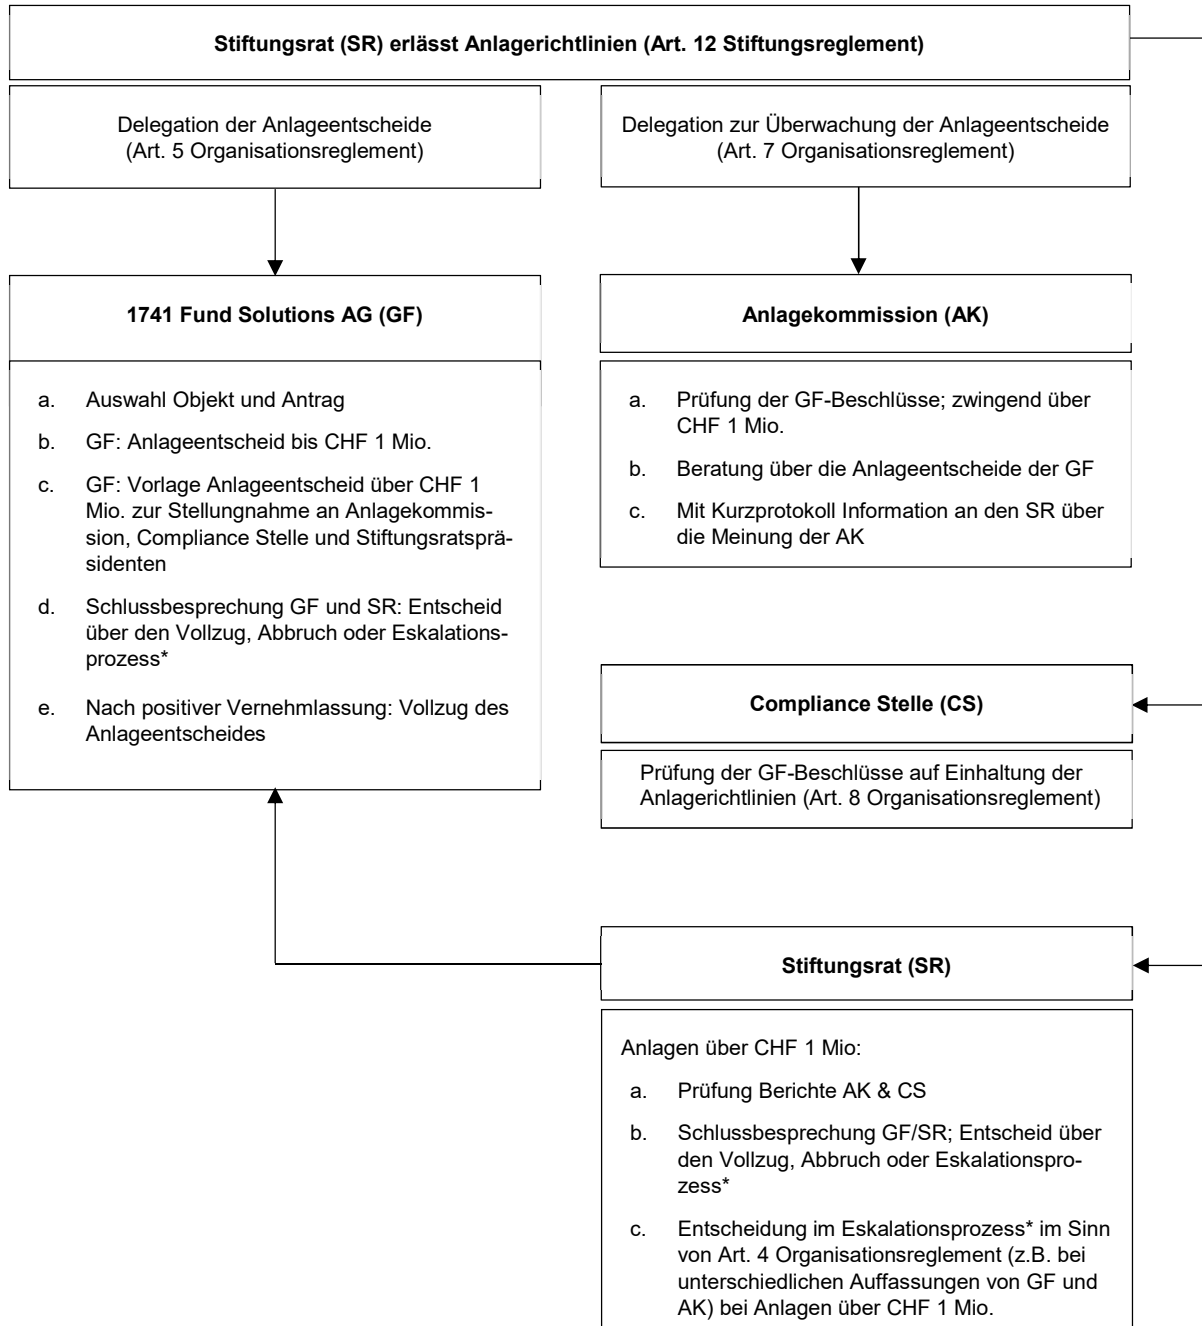 Stiftungsrat (SR) erlässt Anlagerichtlinien (Art. 12 Stiftungsreglement)
Delegation der Anlageentscheide
(Art. 5 Organisationsreglement)
Delegation zur Überwachung der Anlageentscheide
(Art. 7 Organisationsreglement)
1741 Fund Solutions AG (GF)
a. Auswahl Objekt und Antrag
b. GF: Anlageentscheid bis CHF 1 Mio.
c. GF: Vorlage Anlageentscheid über CHF 1
Mio. zur Stellungnahme an Anlagekommis-
sion, Compliance Stelle und Stiftungsratsprä-
sidenten
d. Schlussbesprechung GF und SR: Entscheid
über den Vollzug, Abbruch oder Eskalations-
prozess*
e. Nach positiver Vernehmlassung: Vollzug des
Anlageentscheides
Anlagekommission (AK)
a. Prüfung der GF-Beschlüsse; zwingend über
CHF 1 Mio.
b. Beratung über die Anlageentscheide der GF
c. Mit Kurzprotokoll Information an den SR über
die Meinung der AK
Compliance Stelle (CS)
Prüfung der GF-Beschlüsse auf Einhaltung der
Anlagerichtlinien (Art. 8 Organisationsreglement)
Stiftungsrat (SR)
Anlagen über CHF 1 Mio:
a. Prüfung Berichte AK & CS
b. Schlussbesprechung GF/SR; Entscheid über
den Vollzug, Abbruch oder Eskalationspro-
zess*
c. Entscheidung im Eskalationsprozess* im Sinn
von Art. 4 Organisationsreglement (z.B. bei
unterschiedlichen Auffassungen von GF und
AK) bei Anlagen über CHF 1 Mio.